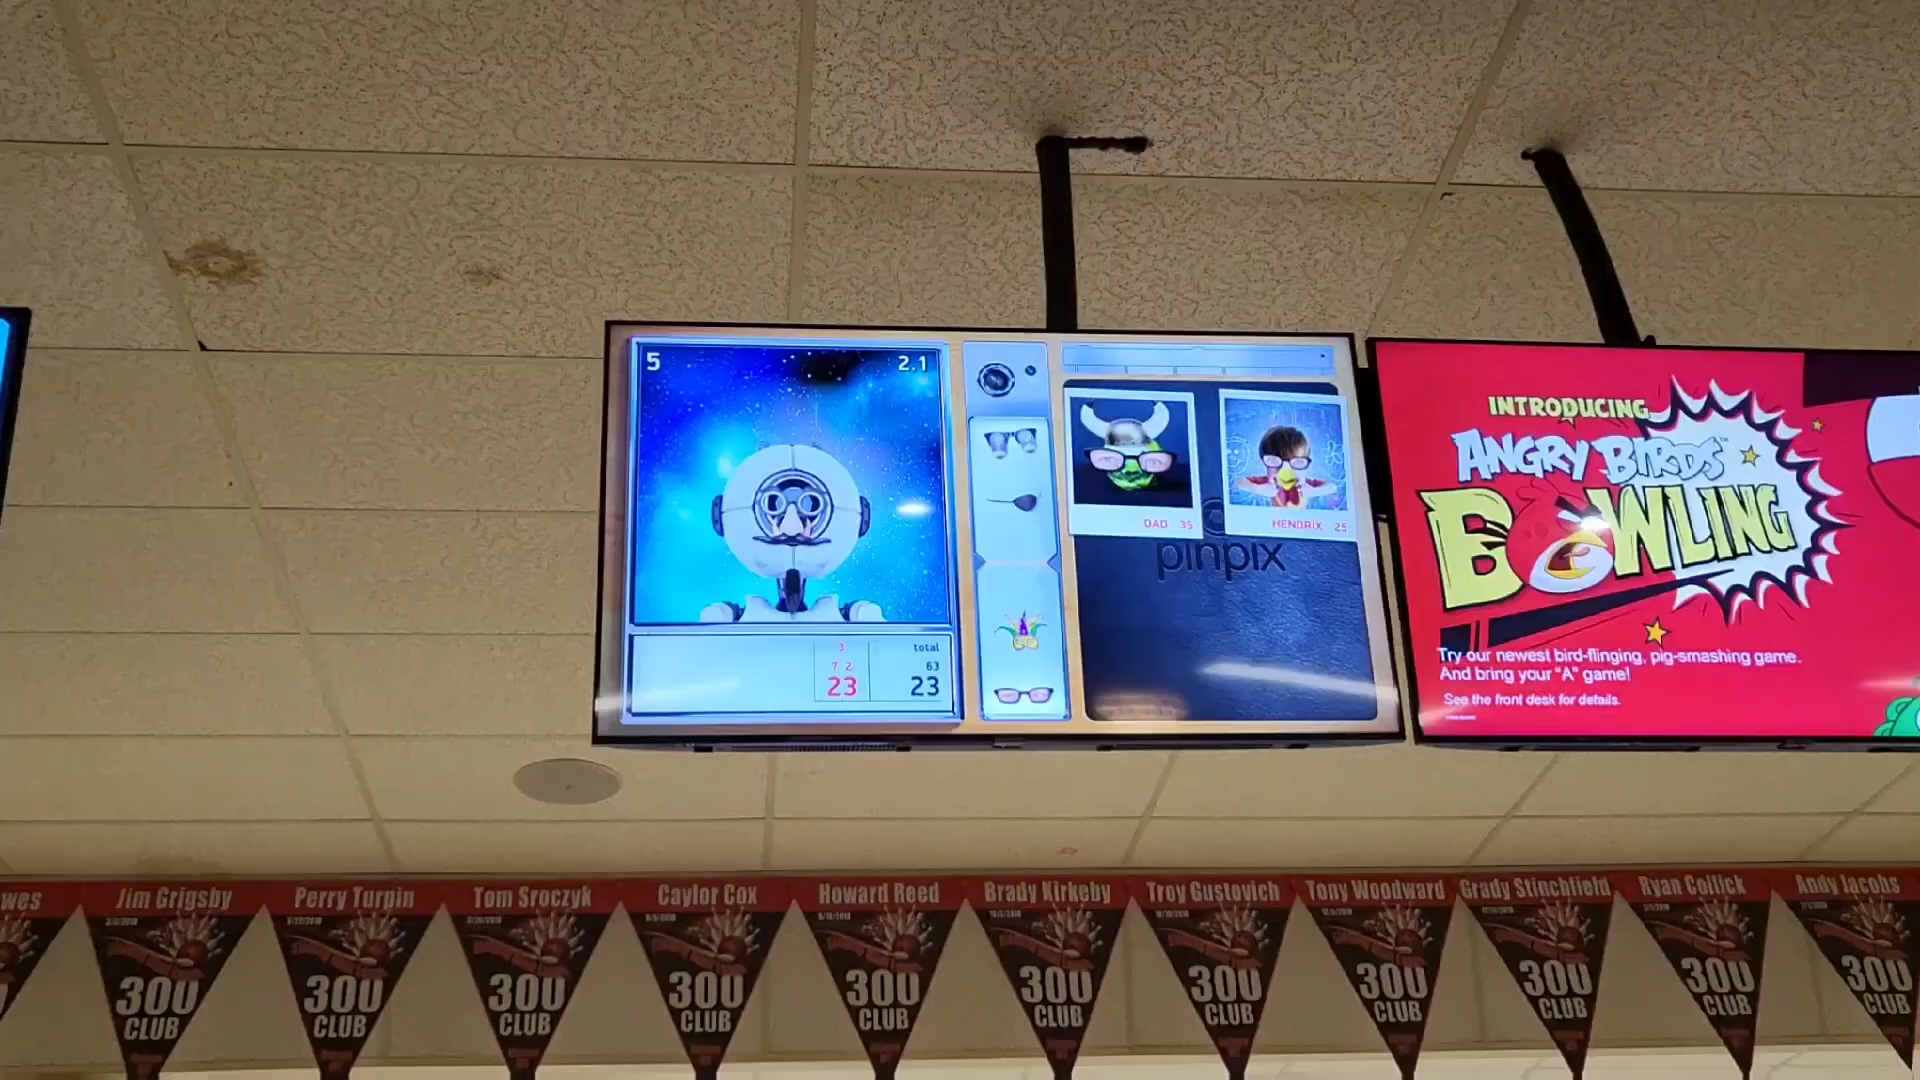 5
2.1
3
total
7 2
63
23
23
DAD 35
HENDRIX 25
pinpix
INTRODUCING
ANGRY BIRDS™
BOWLING
Try our newest bird-flinging, pig-smashing game.
And bring your "A" game!
See the front desk for details.
wes
Jim Grigsby
300
CLUB
Perry Turpin
300
CLUB
Tom Sroczyk
300
CLUB
Caylor Cox
300
CLUB
Howard Reed
300
CLUB
Brady Kirkeby
300
CLUB
Troy Gustovich
300
CLUB
Tony Woodward
300
CLUB
Grady Stinchfield
300
CLUB
Ryan Collick
300
CLUB
Andy Jacobs
300
CLUB